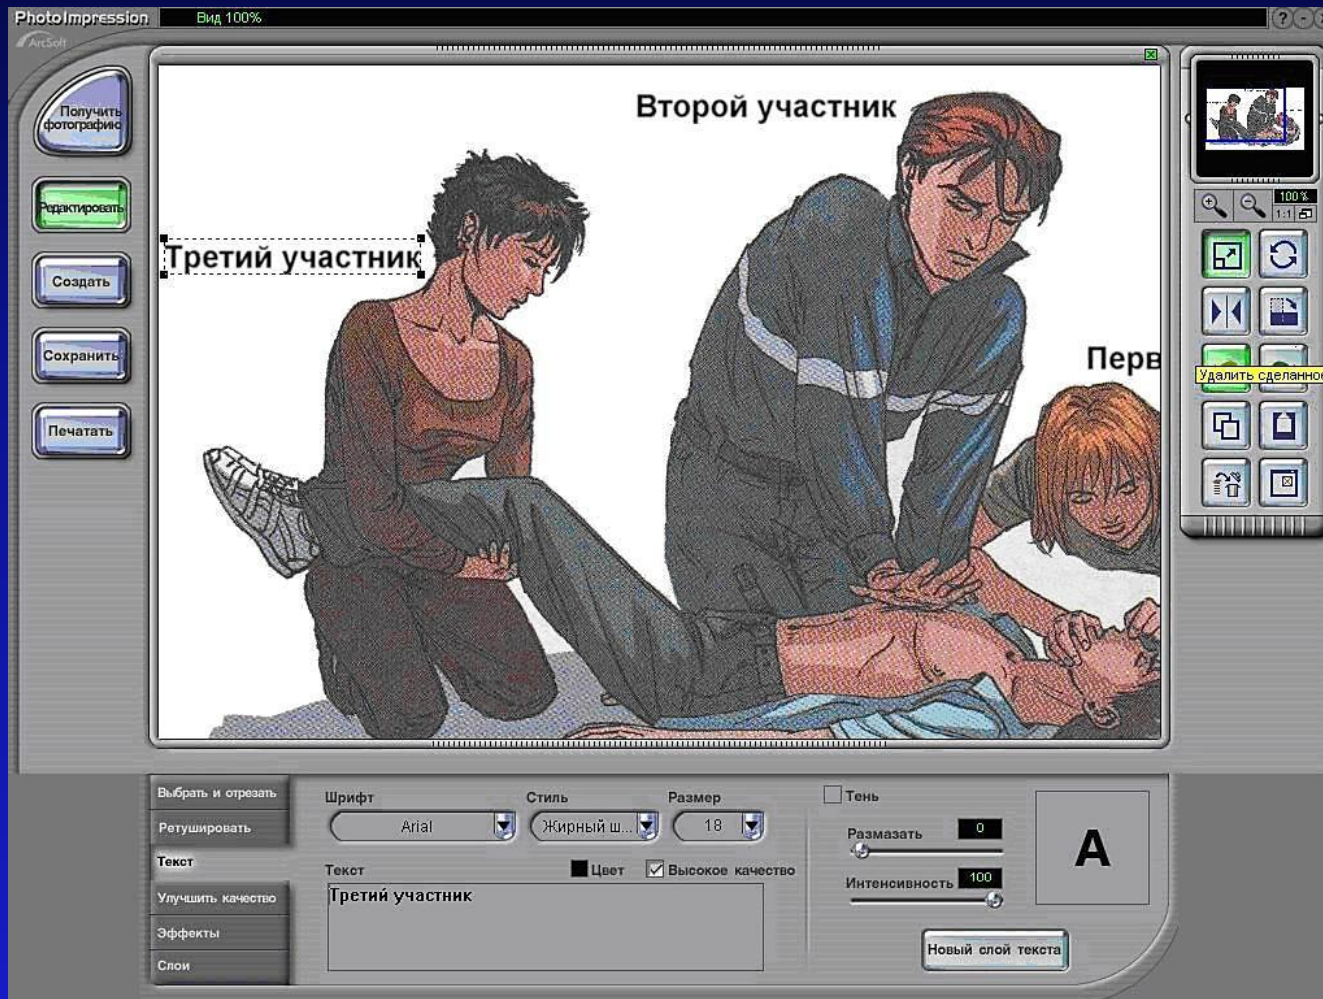 PhotoImpression
Вид 100%
? -
ArcSoft
Получить
фотографию
Редактировать
Создать
Сохранить
Печатать
Второй участник
Третий участник
Перв
100%
1:1
Удалить сделанное
Выбрать и отрезать
Ретушировать
Текст
Улучшить качество
Эффекты
Слои
Шрифт
Arial
Стиль
Жирный ш...
Размер
18
Текст
Цвет
Высокое качество
Третий участник
Тень
Размазать
0
Интенсивность
100
A
Новый слой текста